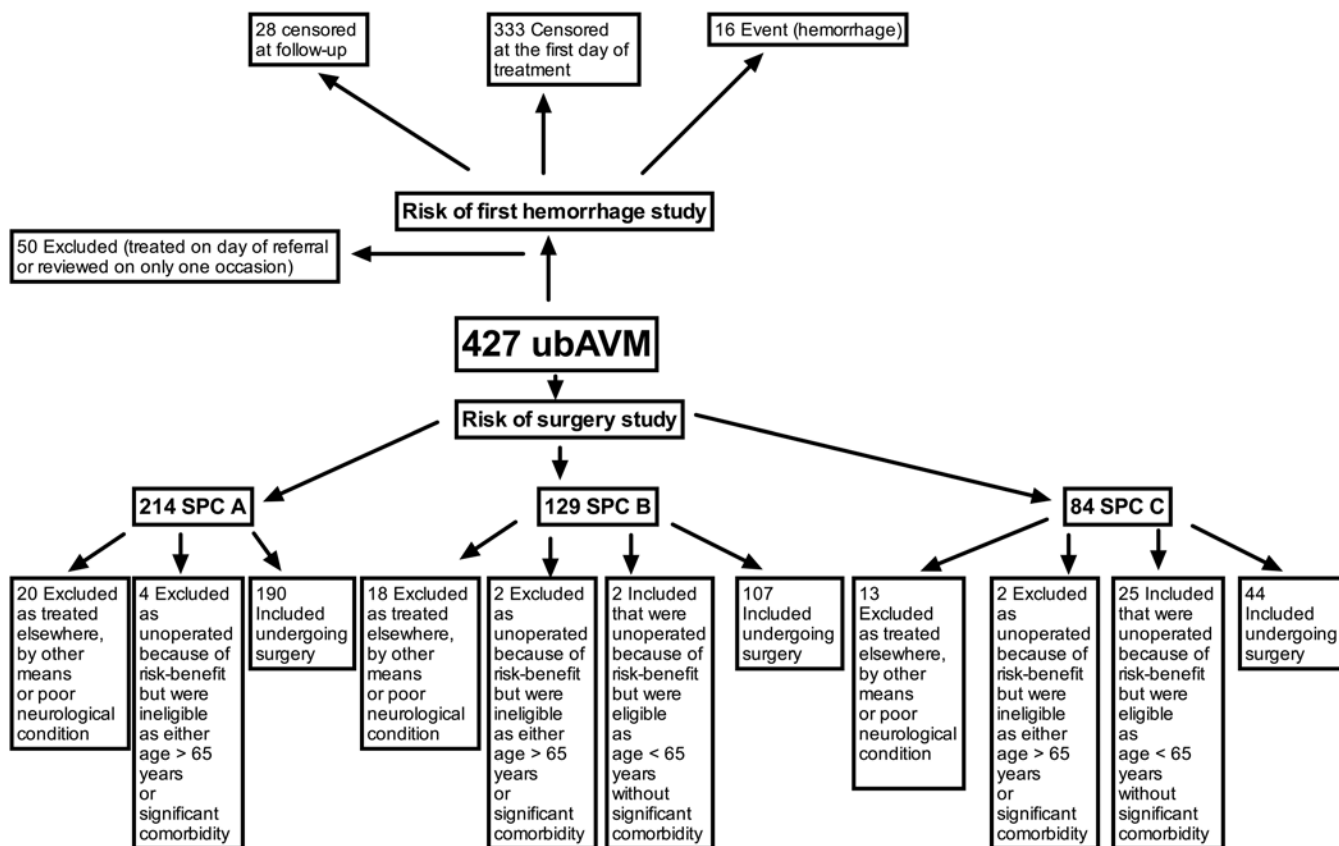 28 censored
at follow-up
333 Censored
at the first day of
treatment
16 Event (hemorrhage)
Risk of first hemorrhage study
50 Excluded (treated on day of referral
or reviewed on only one occasion)
427 ubAVM
Risk of surgery study
214 SPC A
129 SPC B
84 SPC C
20 Excluded
as treated
elsewhere,
by other
means
or poor
neurological
condition
4 Excluded
as
unoperated
because of
risk-benefit
but were
ineligible
as either
age > 65
years
or
significant
comorbidity
190
Included
undergoing
surgery
18 Excluded
as treated
elsewhere,
by other
means
or poor
neurological
condition
2 Excluded
as
unoperated
because of
risk-benefit
but were
ineligible
as either
age > 65
years
or
significant
comorbidity
2 Included
that were
unoperated
because of
risk-benefit
but were
eligible
as
age < 65
years
without
significant
comorbidity
107
Included
undergoing
surgery
13
Excluded
as treated
elsewhere,
by other
means
or poor
neurological
condition
2 Excluded
as
unoperated
because of
risk-benefit
but were
ineligible
as either
age > 65
years
or
significant
comorbidity
25 Included
that were
unoperated
because of
risk-benefit
but were
eligible
as
age < 65
years
without
significant
comorbidity
44
Included
undergoing
surgery